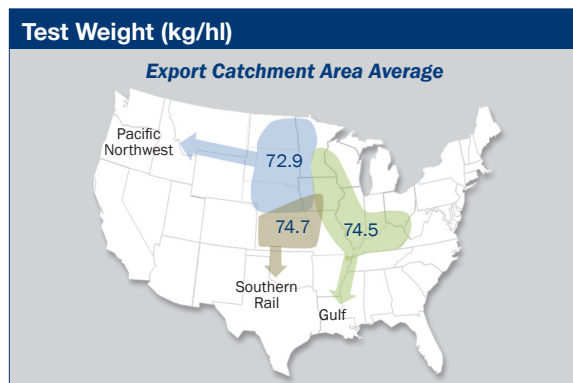 Test Weight (kg/hl)
Export Catchment Area Average
Pacific
Northwest
72.9
74.7
74.5
Southern
Rail
Gulf